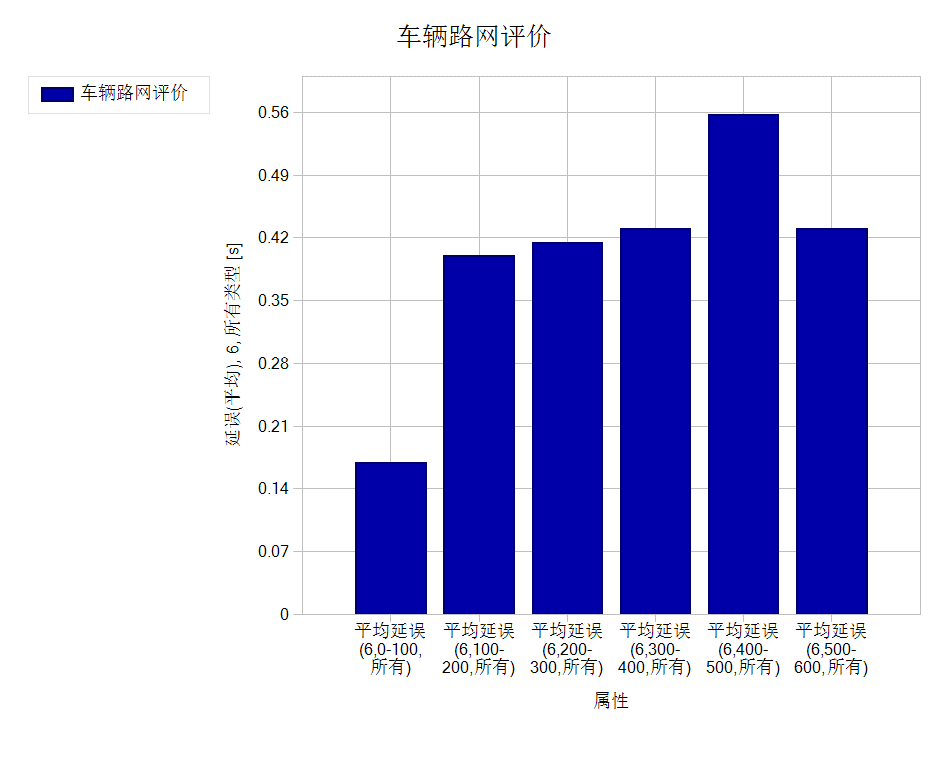 车辆路网评价
车辆路网评价
0.56
0.49
0.42
0.35
0.28
0.21
0.14
0.07
0
延误(平均), 6, 所有类型 [s]
平均延误
(6,0-100,
所有)
平均延误
(6,100-
200,所有)
平均延误
(6,200-
300,所有)
平均延误
(6,300-
400,所有)
平均延误
(6,400-
500,所有)
平均延误
(6,500-
600,所有)
属性